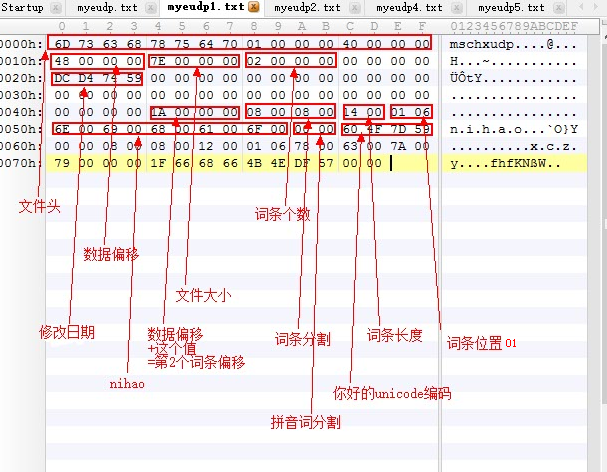 Startup myeudp.txt myeudp1.txt myeudp2.txt myeudp4.txt myeudp5.txt
0 1 2 3 4 5 6 7 8 9 A B C D E F 0123456789ABCDEF
0000h: 6D 73 63 68 78 75 64 70 01 00 00 00 40 00 00 00 mschxudp....@...
0010h: 48 00 00 00 7E 00 00 00 02 00 00 00 00 00 00 00 H...~...........
0020h: DC D4 74 59 00 00 00 00 00 00 00 00 00 00 00 00 ÜÔtY............
0030h: 00 00 00 00 00 00 00 00 00 00 00 00 00 00 00 00 ................
0040h: 00 00 00 00 1A 00 00 00 08 00 08 00 14 00 01 06 ................
0050h: 6E 00 69 00 68 00 61 00 6F 00 00 00 60 4F 7D 59 n.i.h.a.o...`O}Y
0060h: 00 00 08 00 08 00 12 00 01 06 78 00 63 00 7A 00 ..........x.c.z.
0070h: 79 00 00 00 1F 66 68 66 4B 4E DF 57 00 00 y....fhfKNßW..
文件头
词条个数
数据偏移
文件大小
修改日期
数据偏移
+这个值
=第2个词条偏移
词条分割
词条长度
词条位置 01
nihao
你好的unicode编码
拼音词分割